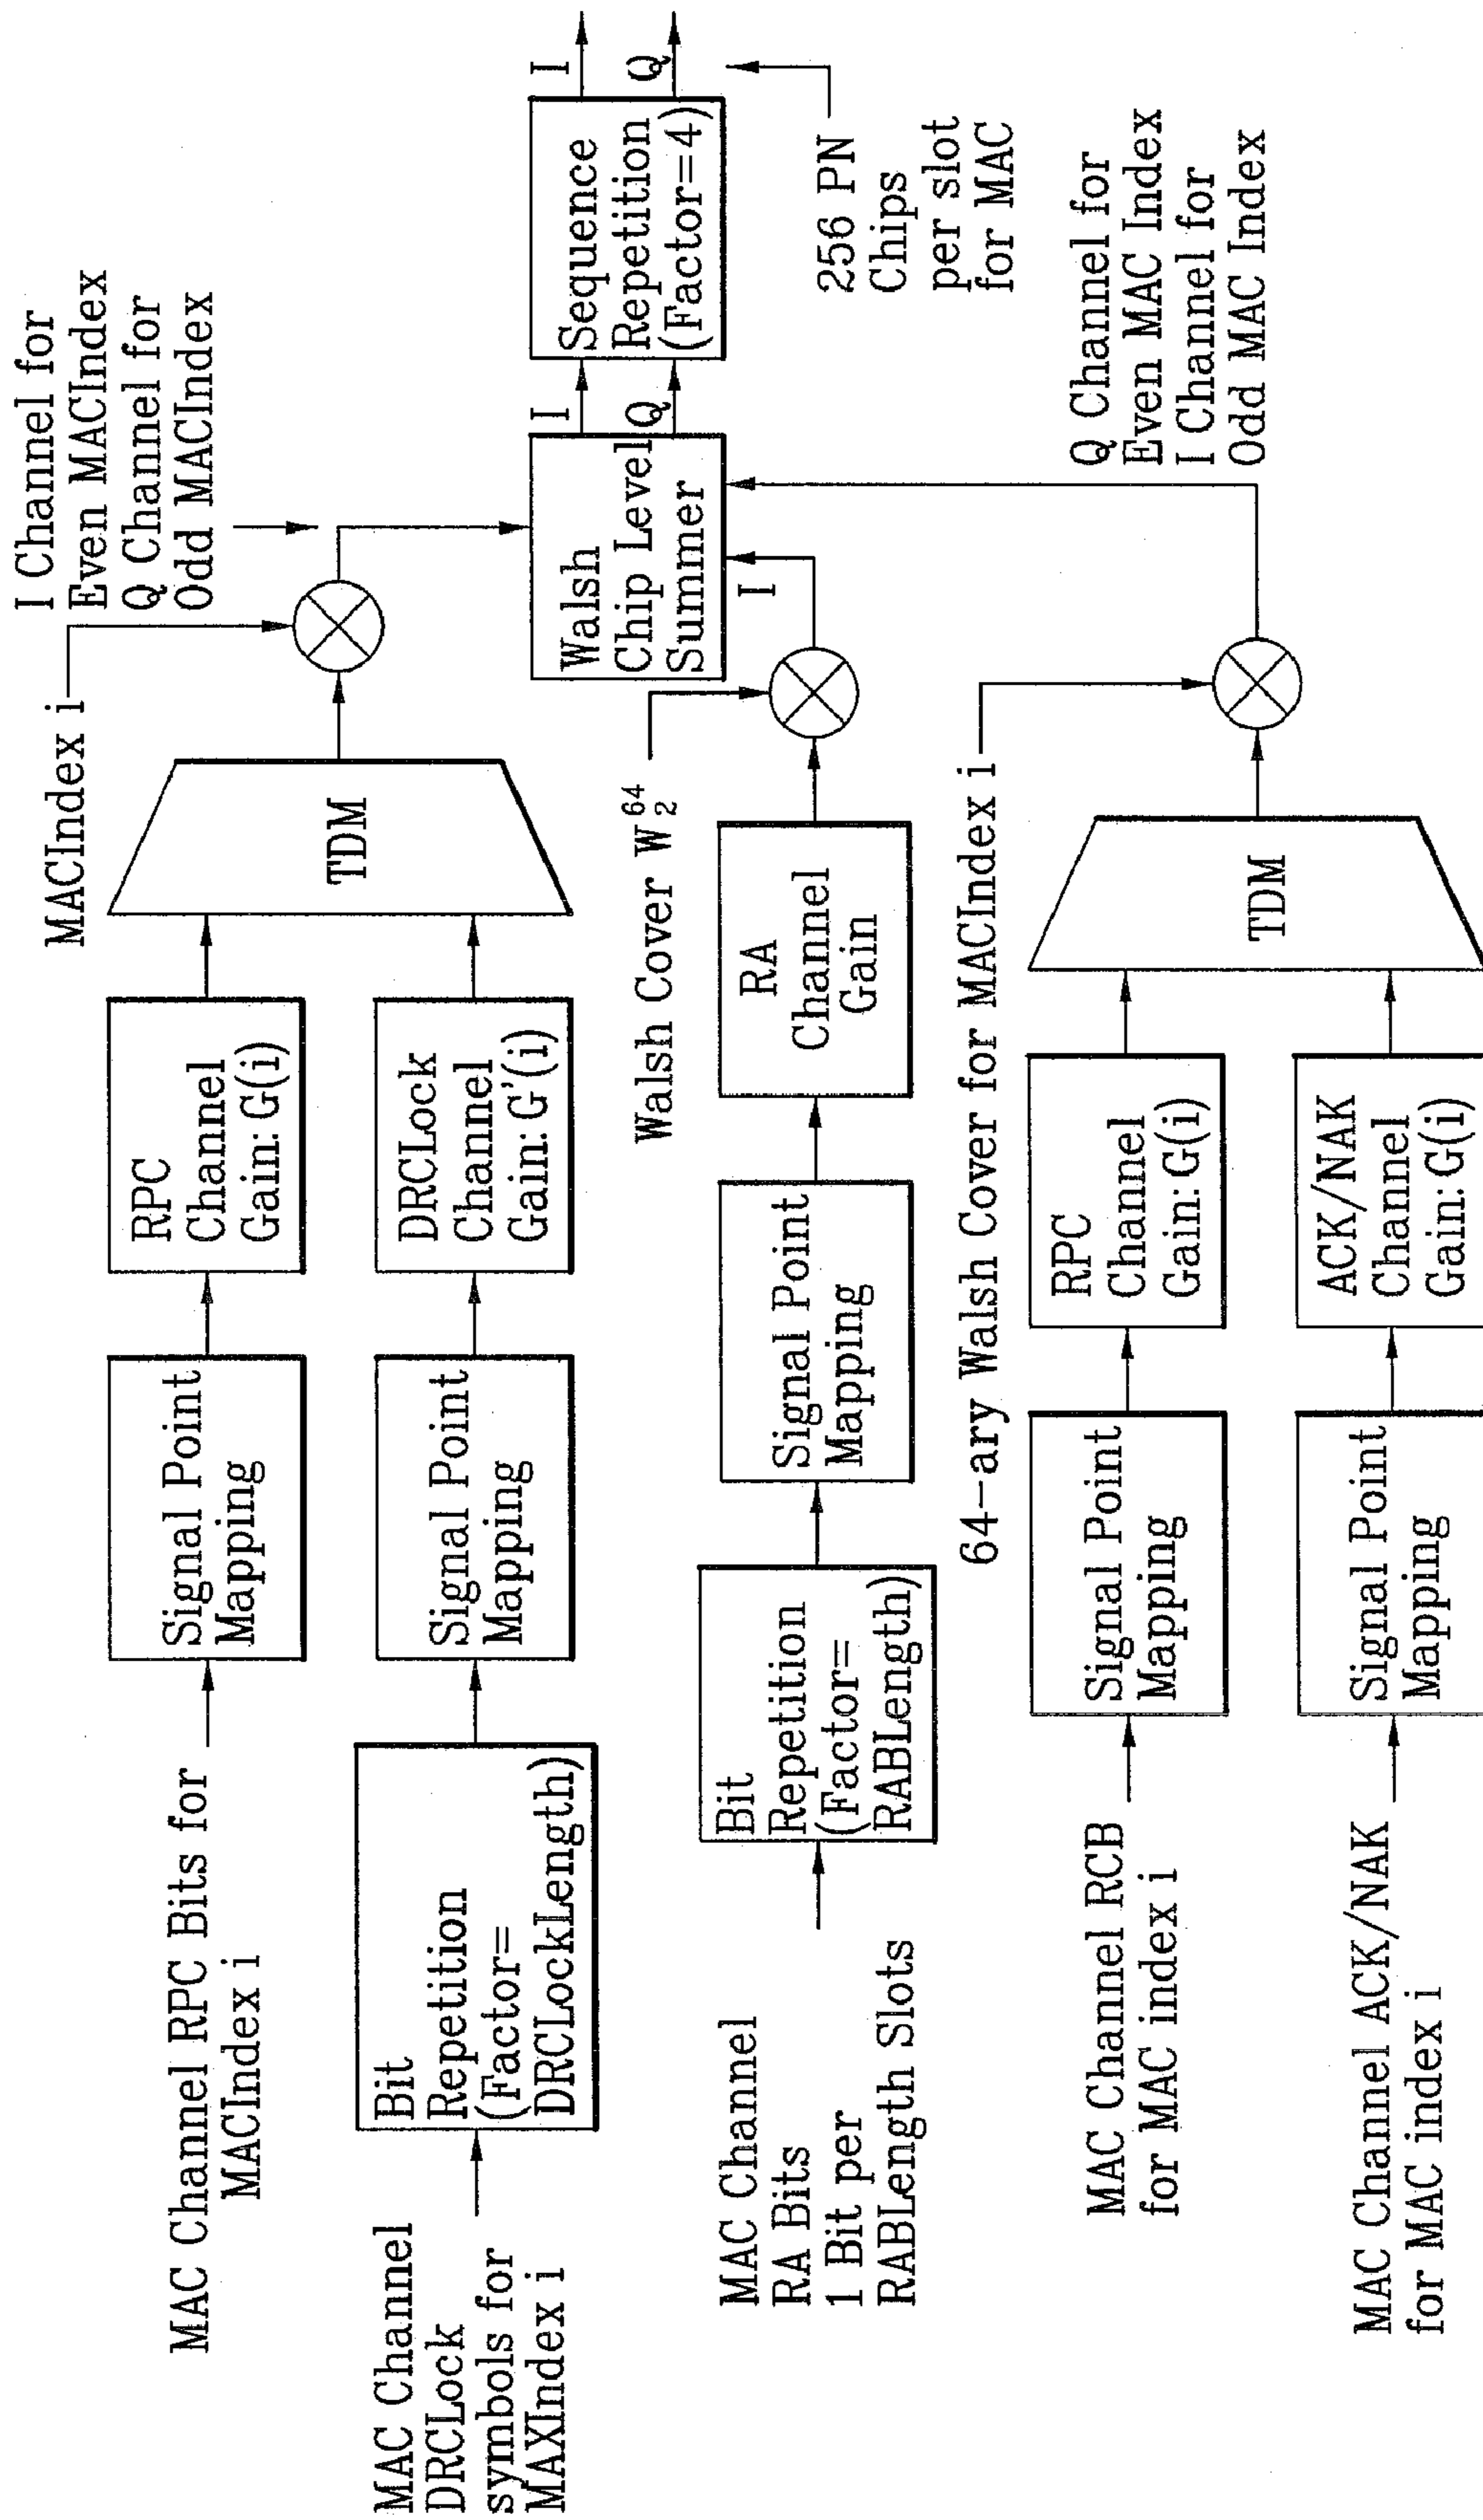 MAC Channel RPC Bits for
MACIndex i
Signal Point
Mapping
RPC
Channel
Gain: G(i)
MAC Channel
DRCLock
symbols for
MAXIndex i
Bit
Repetition
(Factor=
DRCLockLength)
Signal Point
Mapping
DRCLock
Channel
Gain: G'(i)
TDM
MACIndex i
I Channel for
Even MACIndex
Q Channel for
Odd MACIndex
MAC Channel
RA Bits
1 Bit per
RABLength Slots
Bit
Repetition
(Factor=
RABLength)
Signal Point
Mapping
RA
Channel
Gain
Walsh Cover W₂⁶⁴
I
Walsh
Chip Level
Summer
I
Q
Sequence
Repetition
(Factor=4)
I
Q
256 PN
Chips
per slot
for MAC
MAC Channel RCB
for MAC index i
Signal Point
Mapping
RPC
Channel
Gain: G(i)
MAC Channel ACK/NAK
for MAC index i
Signal Point
Mapping
ACK/NAK
Channel
Gain: G(i)
TDM
64-ary Walsh Cover for MACIndex i
Q Channel for
Even MAC Index
I Channel for
Odd MAC Index